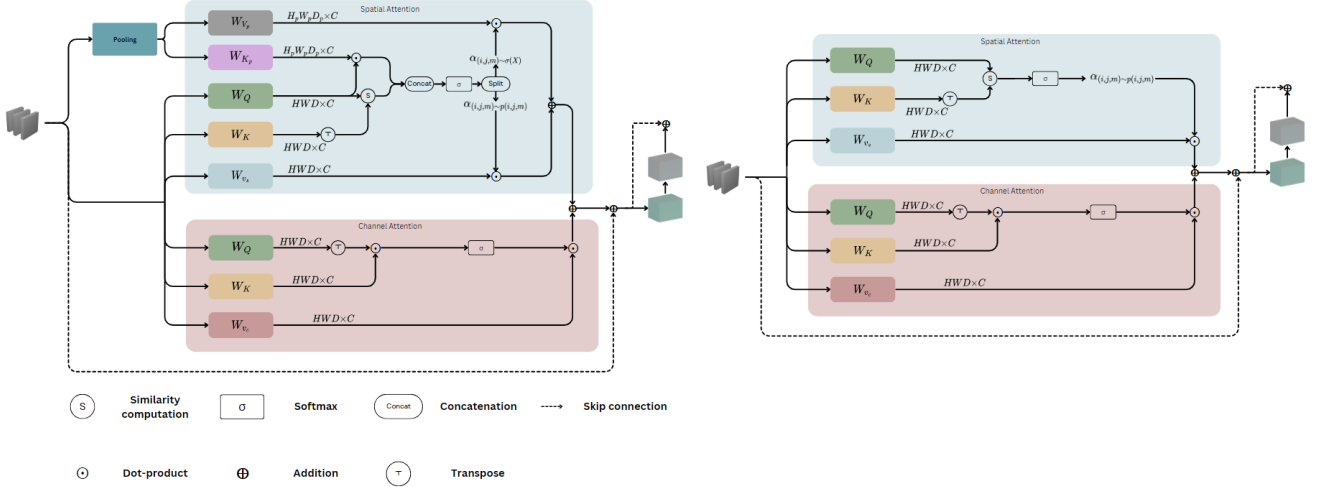 Spatial Attention
Pooling
W_{V_p}
H_pW_pD_p×C
W_{K_p}
H_pW_pD_p×C
α_{(i,j,m)∼σ(X)}
W_Q
HWD×C
S
Concat
σ
Split
α_{(i,j,m)∼p(i,j,m)}
W_K
HWD×C
T
W_{v_s}
HWD×C
Channel Attention
W_Q
HWD×C
T
σ
W_K
HWD×C
W_{v_c}
HWD×C
Spatial Attention
W_Q
HWD×C
S
σ
α_{(i,j,m)∼p(i,j,m)}
W_K
HWD×C
T
W_{v_s}
HWD×C
Channel Attention
W_Q
HWD×C
T
σ
W_K
HWD×C
W_{v_c}
HWD×C
S
Similarity
computation
σ
Softmax
Concat
Concatenation
Skip connection
Dot-product
Addition
T
Transpose